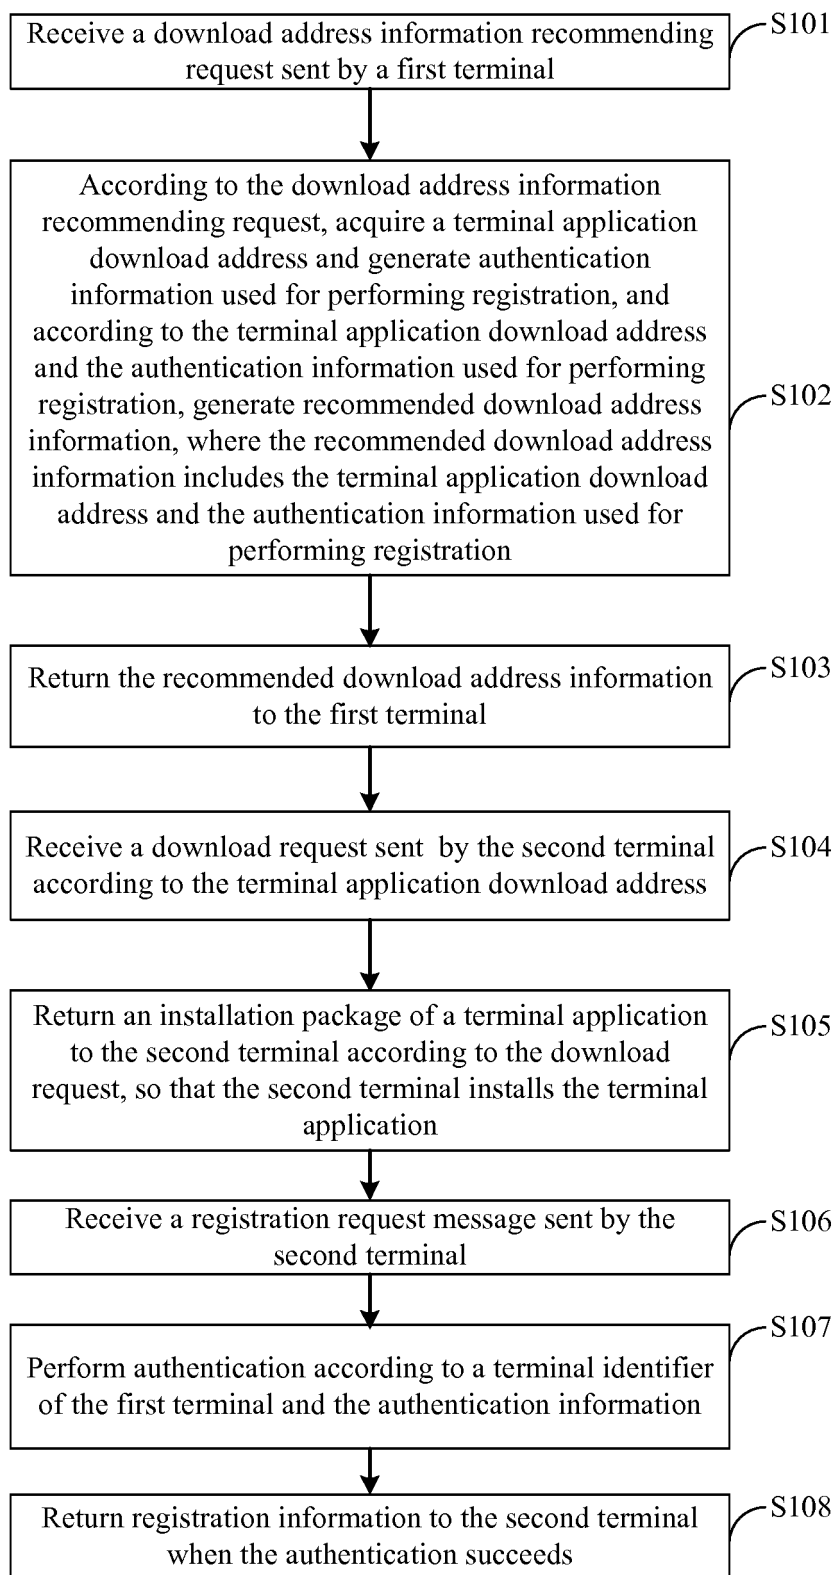 Receive a download address information recommending
request sent by a first terminal
S101
According to the download address information
recommending request, acquire a terminal application
download address and generate authentication
information used for performing registration, and
according to the terminal application download address
and the authentication information used for performing
registration, generate recommended download address
information, where the recommended download address
information includes the terminal application download
address and the authentication information used for
performing registration
S102
Return the recommended download address information
to the first terminal
S103
Receive a download request sent by the second terminal
according to the terminal application download address
S104
Return an installation package of a terminal application
to the second terminal according to the download
request, so that the second terminal installs the terminal
application
S105
Receive a registration request message sent by the
second terminal
S106
Perform authentication according to a terminal identifier
of the first terminal and the authentication information
S107
Return registration information to the second terminal
when the authentication succeeds
S108